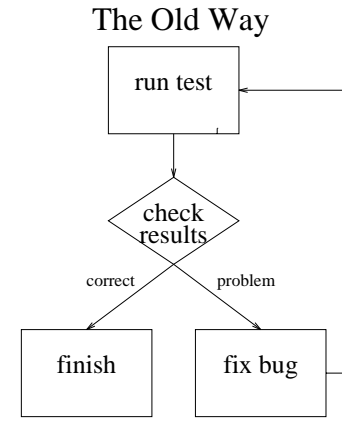 The Old Way
run test
check
results
correct
problem
finish
fix bug